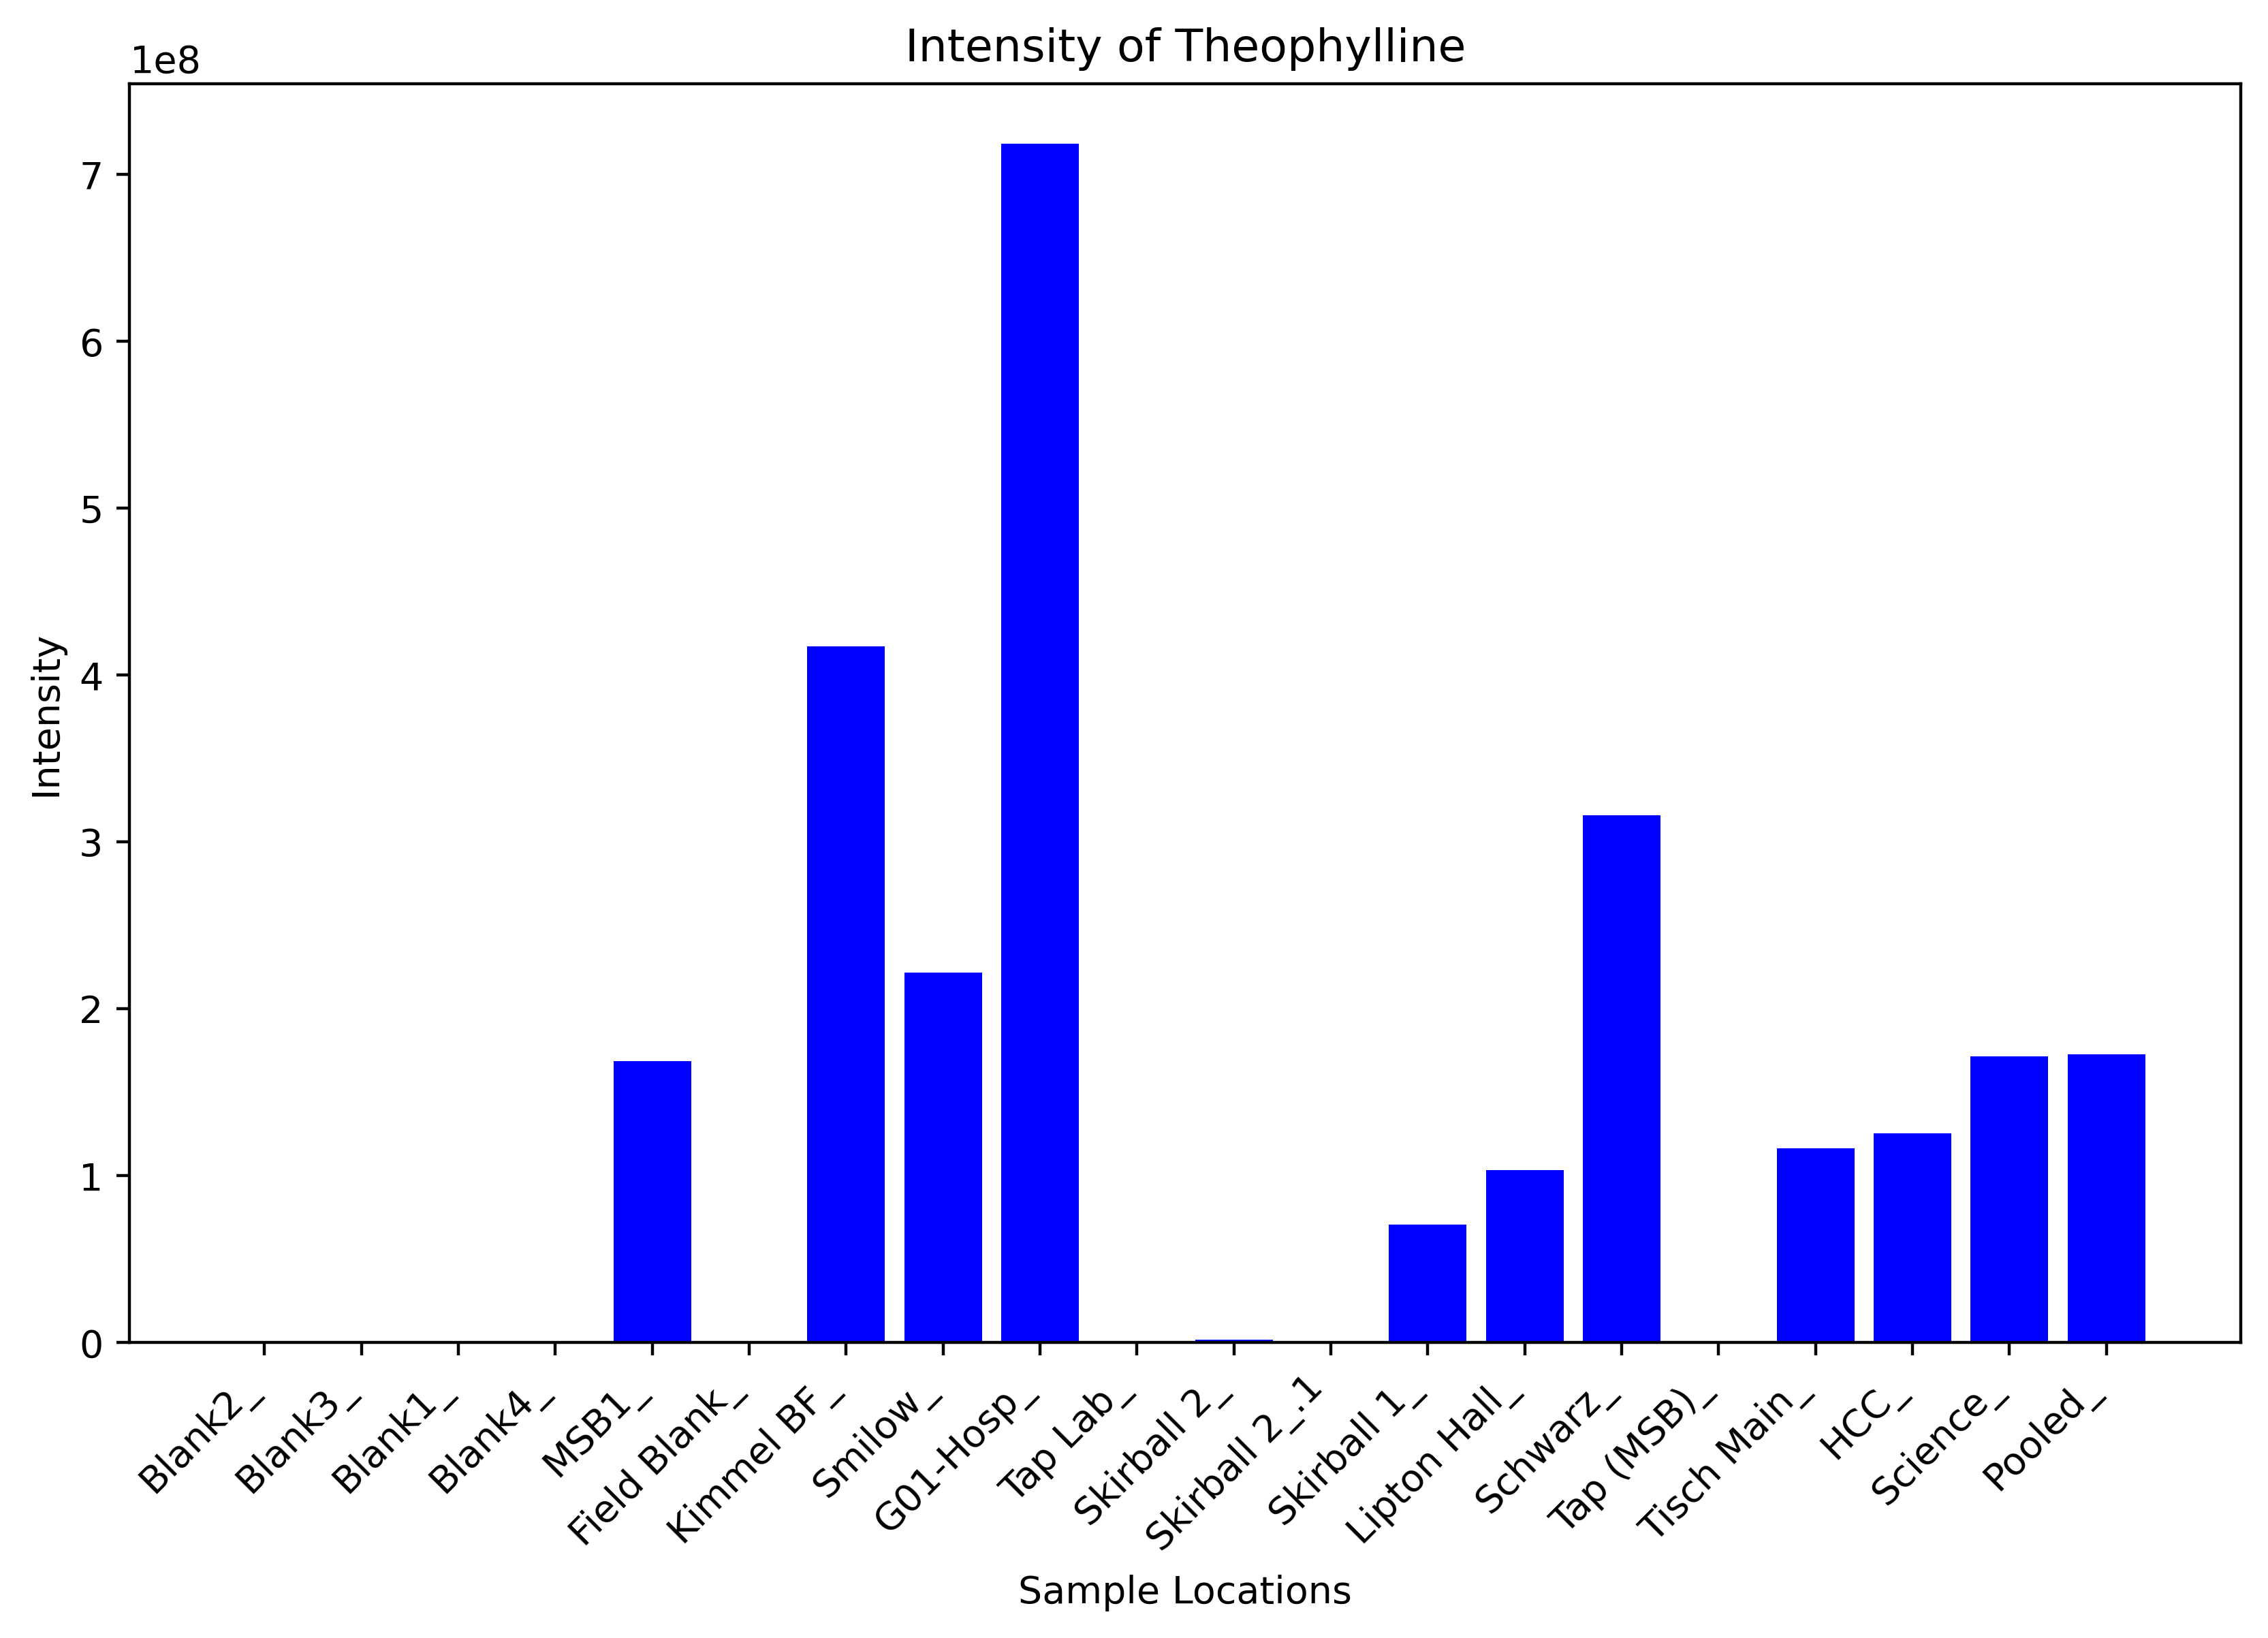 Intensity of Theophylline
1e8
7
6
5
4
3
2
1
0
Intensity
Blank2_
Blank3_
Blank1_
Blank4_
MSB1_
Field Blank_
Kimmel BF_
Smilow_
G01-Hosp_
Tap Lab_
Skirball 2_
Skirball 2_.1
Skirball 1_
Lipton Hall_
Schwarz_
Tap (MSB)_
Tisch Main_
HCC_
Science_
Pooled_
Sample Locations